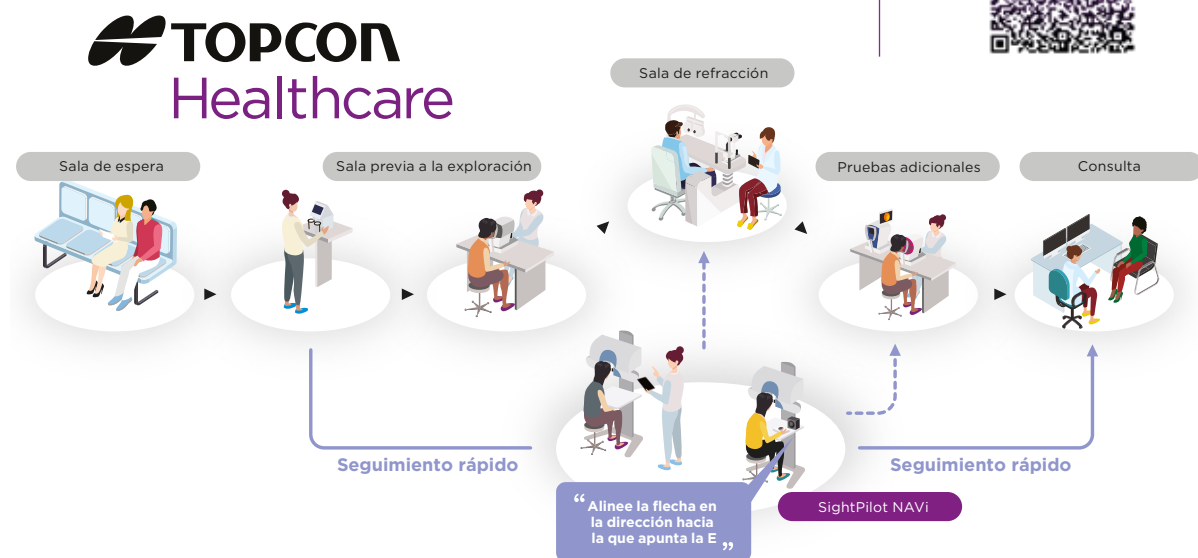 TOPCON
Healthcare
Sala de refracción
Sala de espera
Sala previa a la exploración
Pruebas adicionales
Consulta
Seguimiento rápido
Seguimiento rápido
“ Alinee la flecha en
la dirección hacia
la que apunta la E ”
SightPilot NAVi